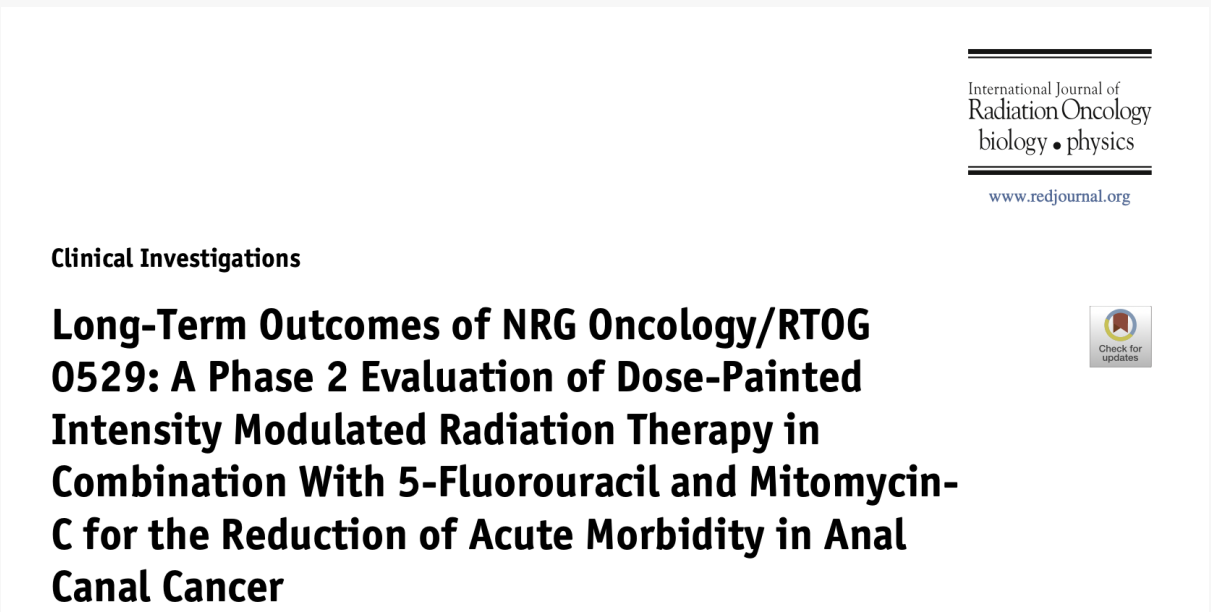 International Journal of
Radiation Oncology
biology • physics
www.redjournal.org
Clinical Investigations
Long-Term Outcomes of NRG Oncology/RTOG
0529: A Phase 2 Evaluation of Dose-Painted
Intensity Modulated Radiation Therapy in
Combination With 5-Fluorouracil and Mitomycin-
C for the Reduction of Acute Morbidity in Anal
Canal Cancer
Check for
updates